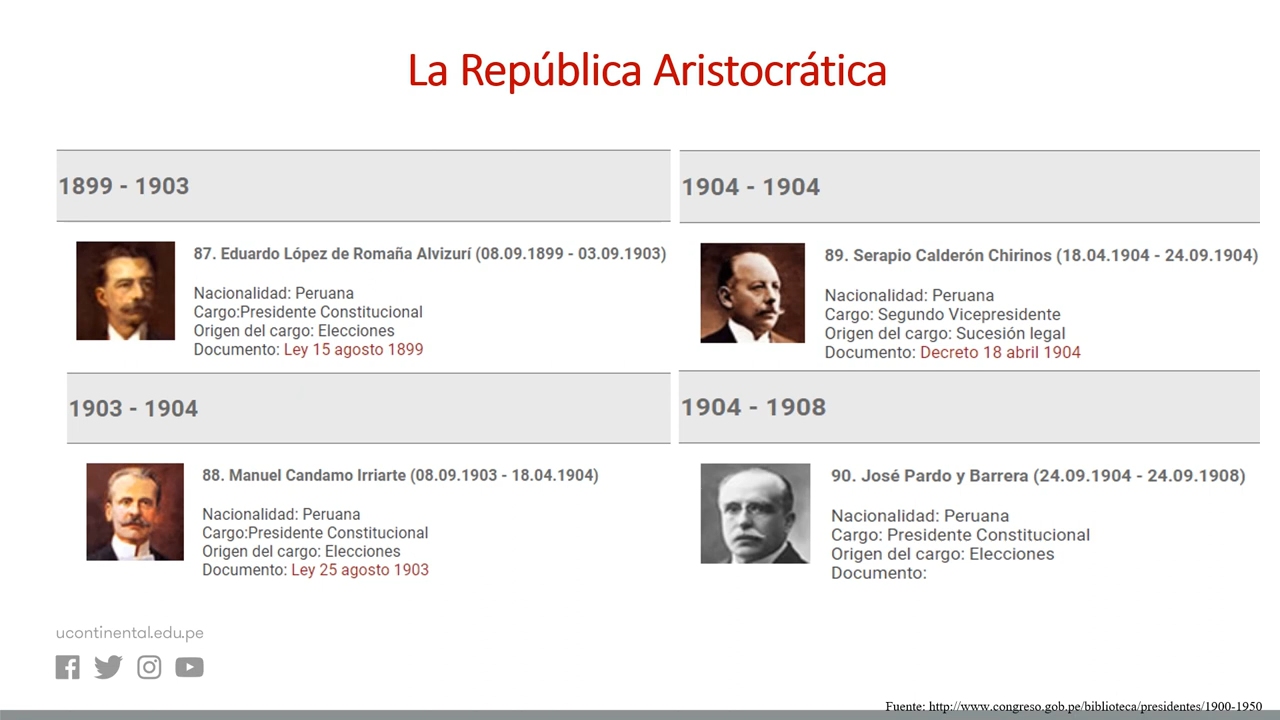 La República Aristocrática
1899 - 1903
87. Eduardo López de Romaña Alvizurí (08.09.1899 - 03.09.1903)
Nacionalidad: Peruana
Cargo:Presidente Constitucional
Origen del cargo: Elecciones
Documento: Ley 15 agosto 1899
1903 - 1904
88. Manuel Candamo Irriarte (08.09.1903 - 18.04.1904)
Nacionalidad: Peruana
Cargo:Presidente Constitucional
Origen del cargo: Elecciones
Documento: Ley 25 agosto 1903
1904 - 1904
89. Serapio Calderón Chirinos (18.04.1904 - 24.09.1904)
Nacionalidad: Peruana
Cargo: Segundo Vicepresidente
Origen del cargo: Sucesión legal
Documento: Decreto 18 abril 1904
1904 - 1908
90. José Pardo y Barrera (24.09.1904 - 24.09.1908)
Nacionalidad: Peruana
Cargo: Presidente Constitucional
Origen del cargo: Elecciones
Documento:
ucontinental.edu.pe
Fuente: http://www.congreso.gob.pe/biblioteca/presidentes/1900-1950